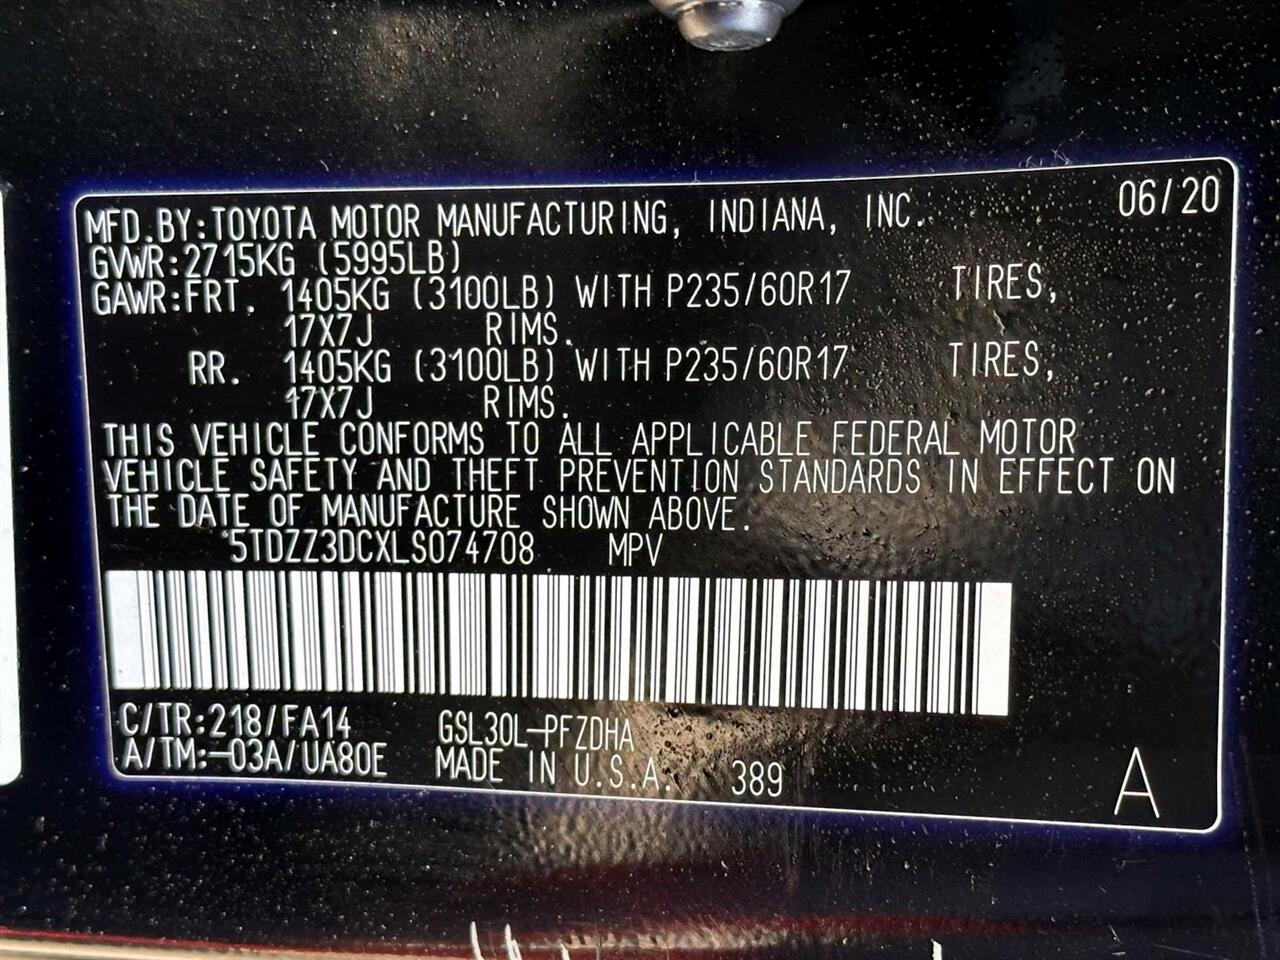 06/20
MFD.BY:TOYOTA MOTOR MANUFACTURING, INDIANA, INC.
GVWR:2715KG (5995LB)
GAWR:FRT. 1405KG (3100LB) WITH P235/60R17 TIRES,
17X7J RIMS.
RR. 1405KG (3100LB) WITH P235/60R17 TIRES,
17X7J RIMS.
THIS VEHICLE CONFORMS TO ALL APPLICABLE FEDERAL MOTOR
VEHICLE SAFETY AND THEFT PREVENTION STANDARDS IN EFFECT ON
THE DATE OF MANUFACTURE SHOWN ABOVE.
5TDZZ3DCXLS074708 MPV
C/TR:218/FA14 GSL30L-PFZDHA
A/TM:-03A/UA80E MADE IN U.S.A. 389
A